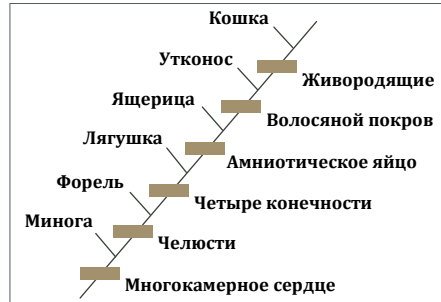 Кошка
Живородящие
Утконос
Волосяной покров
Ящерица
Амниотическое яйцо
Лягушка
Четыре конечности
Форель
Челюсти
Минога
Многокамерное сердце